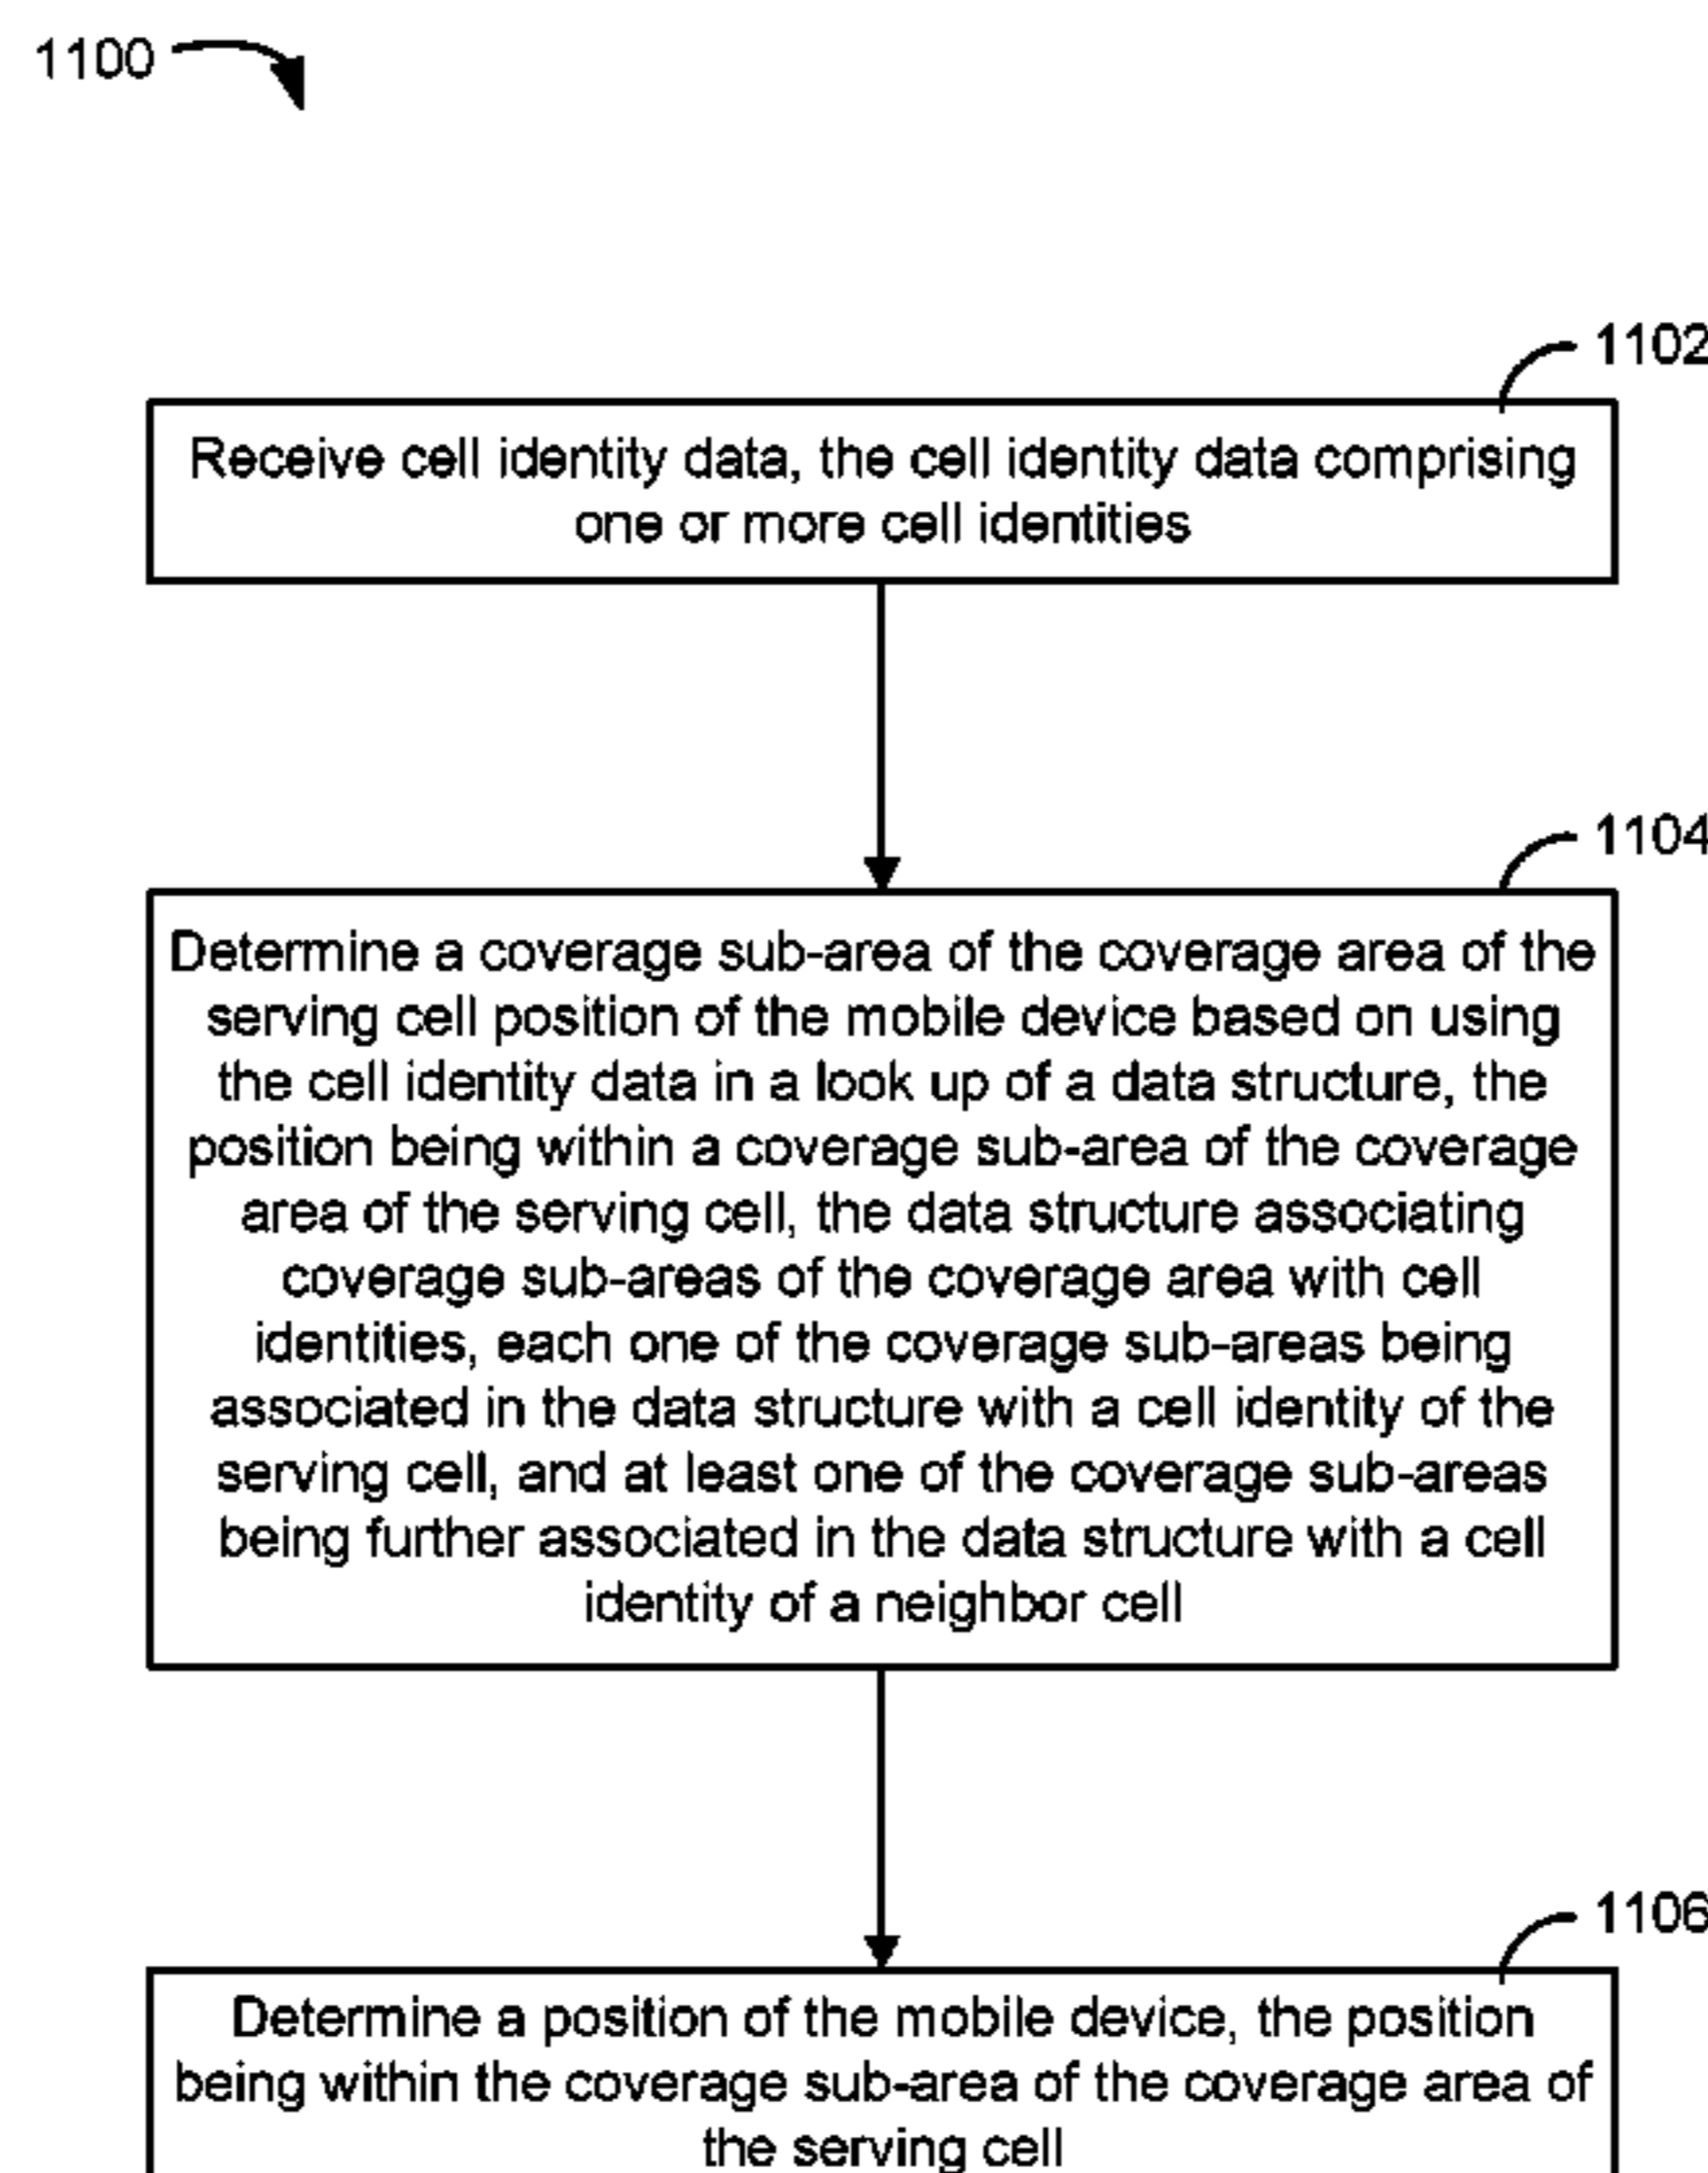 1100
1102
Receive cell identity data, the cell identity data comprising
one or more cell identities
1104
Determine a coverage sub-area of the coverage area of the
serving cell position of the mobile device based on using
the cell identity data in a look up of a data structure, the
position being within a coverage sub-area of the coverage
area of the serving cell, the data structure associating
coverage sub-areas of the coverage area with cell
identities, each one of the coverage sub-areas being
associated in the data structure with a cell identity of the
serving cell, and at least one of the coverage sub-areas
being further associated in the data structure with a cell
identity of a neighbor cell
1106
Determine a position of the mobile device, the position
being within the coverage sub-area of the coverage area of
the serving cell